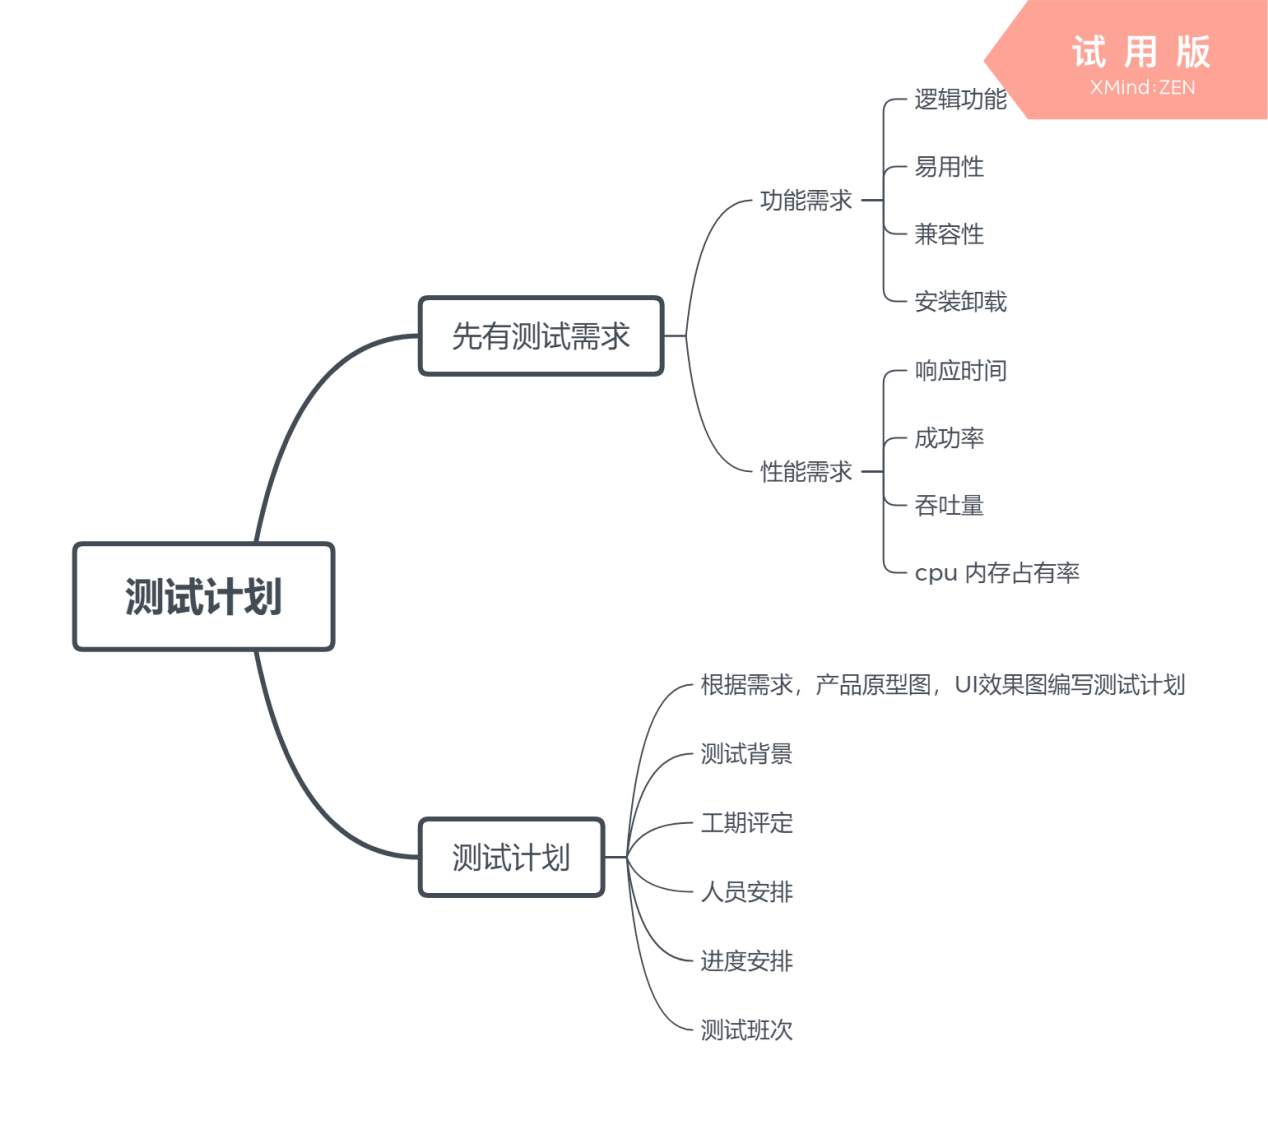 试用版
XMind:ZEN
测试计划
先有测试需求
功能需求
逻辑功能
易用性
兼容性
安装卸载
性能需求
响应时间
成功率
吞吐量
cpu 内存占有率
测试计划
根据需求，产品原型图，UI效果图编写测试计划
测试背景
工期评定
人员安排
进度安排
测试班次